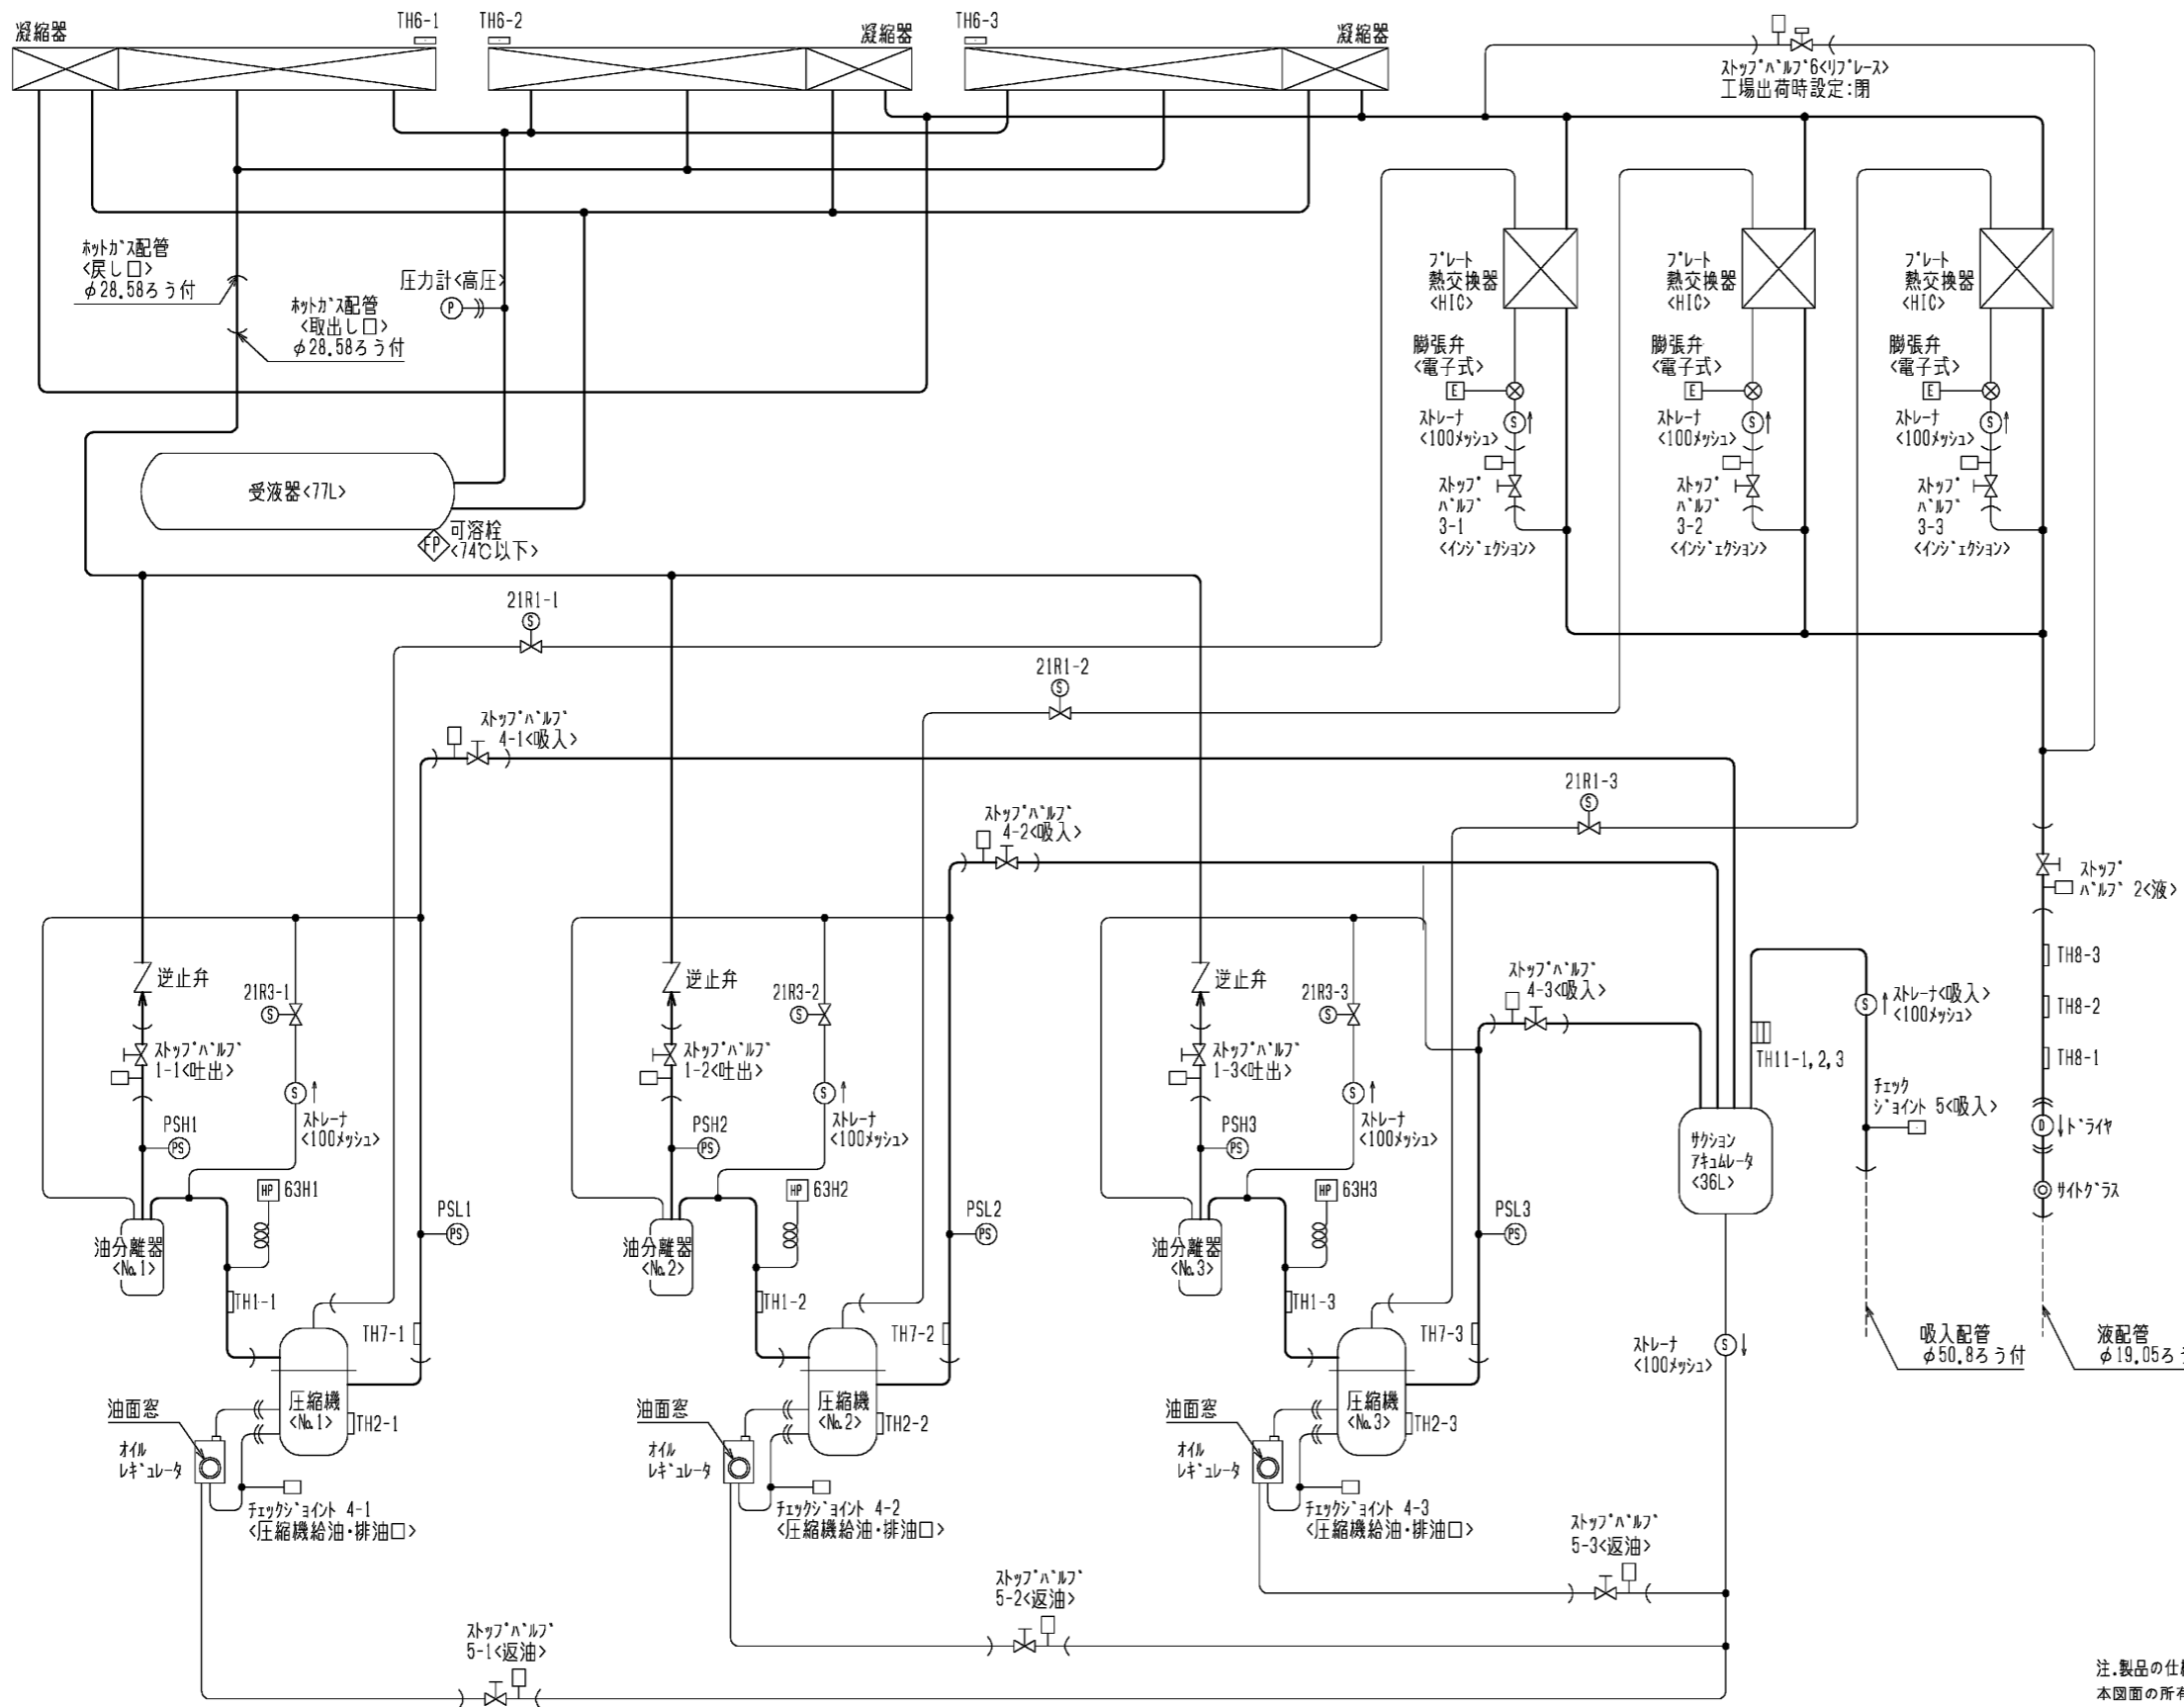 凝縮器
TH6-1
TH6-2
凝縮器
TH6-3
凝縮器
ストップバルブ6<リプレース>
工場出荷時設定:閉
ホットガス配管
<戻し口>
φ28.58ろう付
ホットガス配管
<取出し口>
φ28.58ろう付
圧力計<高圧>
P
プレート
熱交換器
<HIC>
プレート
熱交換器
<HIC>
プレート
熱交換器
<HIC>
膨張弁
<電子式>
E
膨張弁
<電子式>
E
膨張弁
<電子式>
E
ストレーナ
<100メッシュ>
S
ストレーナ
<100メッシュ>
S
ストレーナ
<100メッシュ>
S
ストップ
バルブ
3-1
<インジェクション>
ストップ
バルブ
3-2
<インジェクション>
ストップ
バルブ
3-3
<インジェクション>
受液器<77L>
FP
可溶栓
<74℃以下>
21R1-1
S
21R1-2
S
21R1-3
S
ストップバルブ
4-1<吸入>
ストップバルブ
4-2<吸入>
ストップバルブ
4-3<吸入>
ストップ
バルブ 2<液>
TH8-3
TH8-2
TH8-1
D
ドライヤ
サイトグラス
逆止弁
21R3-1
S
ストップバルブ
1-1<吐出>
S
ストレーナ
<100メッシュ>
PSH1
PS
HP
63H1
PSL1
PS
油分離器
<No.1>
TH1-1
TH7-1
圧縮機
<No.1>
TH2-1
油面窓
オイル
レギュレータ
チェックジョイント 4-1
<圧縮機給油・排油口>
逆止弁
21R3-2
S
ストップバルブ
1-2<吐出>
S
ストレーナ
<100メッシュ>
PSH2
PS
HP
63H2
PSL2
PS
油分離器
<No.2>
TH1-2
TH7-2
圧縮機
<No.2>
TH2-2
油面窓
オイル
レギュレータ
チェックジョイント 4-2
<圧縮機給油・排油口>
逆止弁
21R3-3
S
ストップバルブ
1-3<吐出>
S
ストレーナ
<100メッシュ>
PSH3
PS
HP
63H3
PSL3
PS
油分離器
<No.3>
TH1-3
TH7-3
圧縮機
<No.3>
TH2-3
油面窓
オイル
レギュレータ
チェックジョイント 4-3
<圧縮機給油・排油口>
TH11-1,2,3
S
ストレーナ<吸入>
<100メッシュ>
チェック
ジョイント 5<吸入>
サクション
アキュムレータ
<36L>
ストレーナ
<100メッシュ>
S
吸入配管
φ50.8ろう付
液配管
φ19.05ろう
ストップバルブ
5-3<返油>
ストップバルブ
5-2<返油>
ストップバルブ
5-1<返油>
注.製品の仕
本図面の所